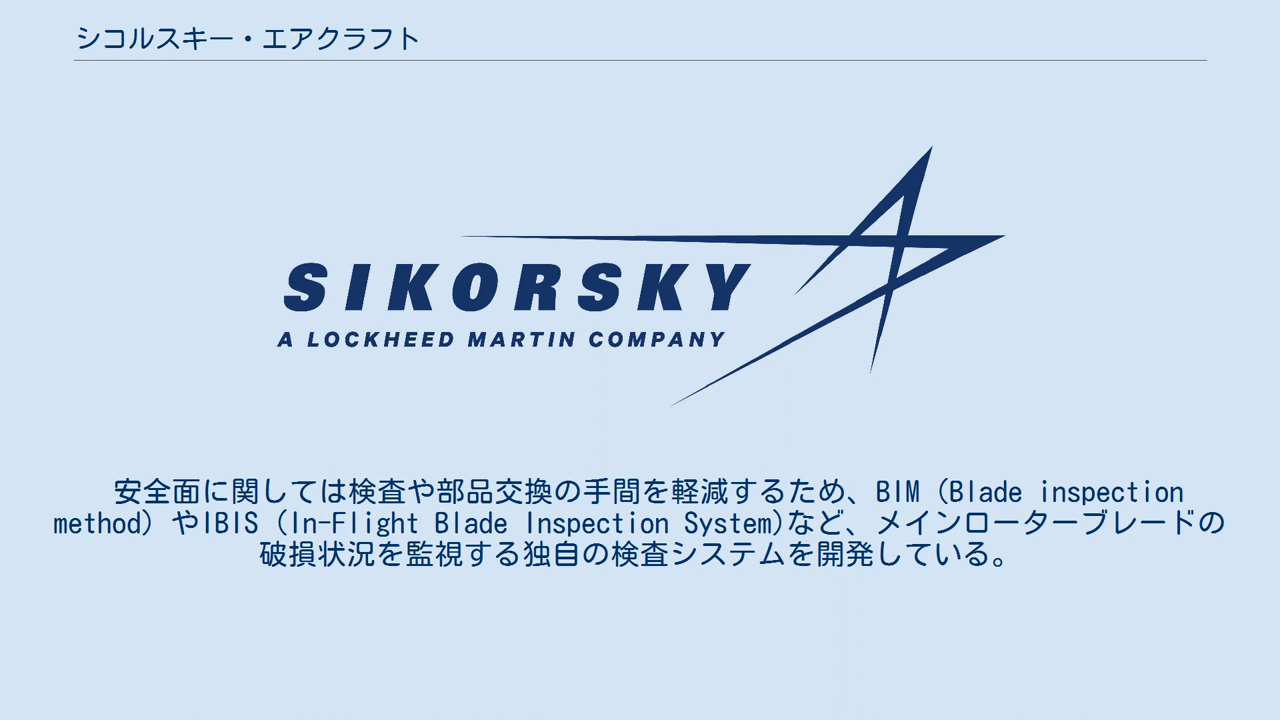 シコルスキー・エアクラフト
SIKORSKY
A LOCKHEED MARTIN COMPANY
安全面に関しては検査や部品交換の手間を軽減するため、BIM (Blade inspection
method) やIBIS (In-Flight Blade Inspection System)など、メインローターブレードの
破損状況を監視する独自の検査システムを開発している。